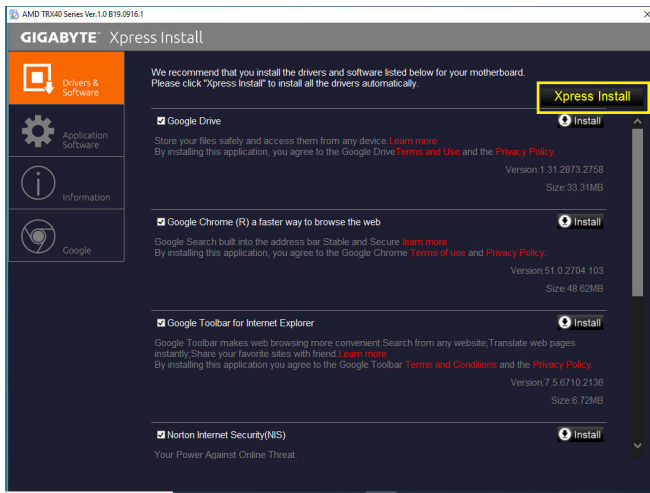 AMD TRX40 Series Ver.1.0 B19.0916.1
GIGABYTE™ Xpress Install
Drivers &
Software
Application
Software
Information
Google
We recommend that you install the drivers and software listed below for your motherboard.
Please click "Xpress Install" to install all the drivers automatically.
Xpress Install
Google Drive
Install
Store your files safely and access them from any device.Learn more
By installing this application, you agree to the Google DriveTerms and Use and the Privacy Policy.
Version:1.31.2873.2758
Size:33.31MB
Google Chrome (R) a faster way to browse the web
Install
Google Search built into the address bar Stable and Secure learn more
By installing this application, you agree to the Google Chrome Terms of use and Privacy Policy.
Version:51.0.2704.103
Size:48.62MB
Google Toolbar for Internet Explorer
Install
Google Toolbar makes web browsing more convenient:Search from any website;Translate web pages
instantly;Share your favorite sites with friend.Learn more
By installing this application you agree to the Google Toolbar Terms and Conditions and the Privacy Policy.
Version:7.5.6710.2136
Size:6.72MB
Norton Internet Security(NIS)
Install
Your Power Against Online Threat.